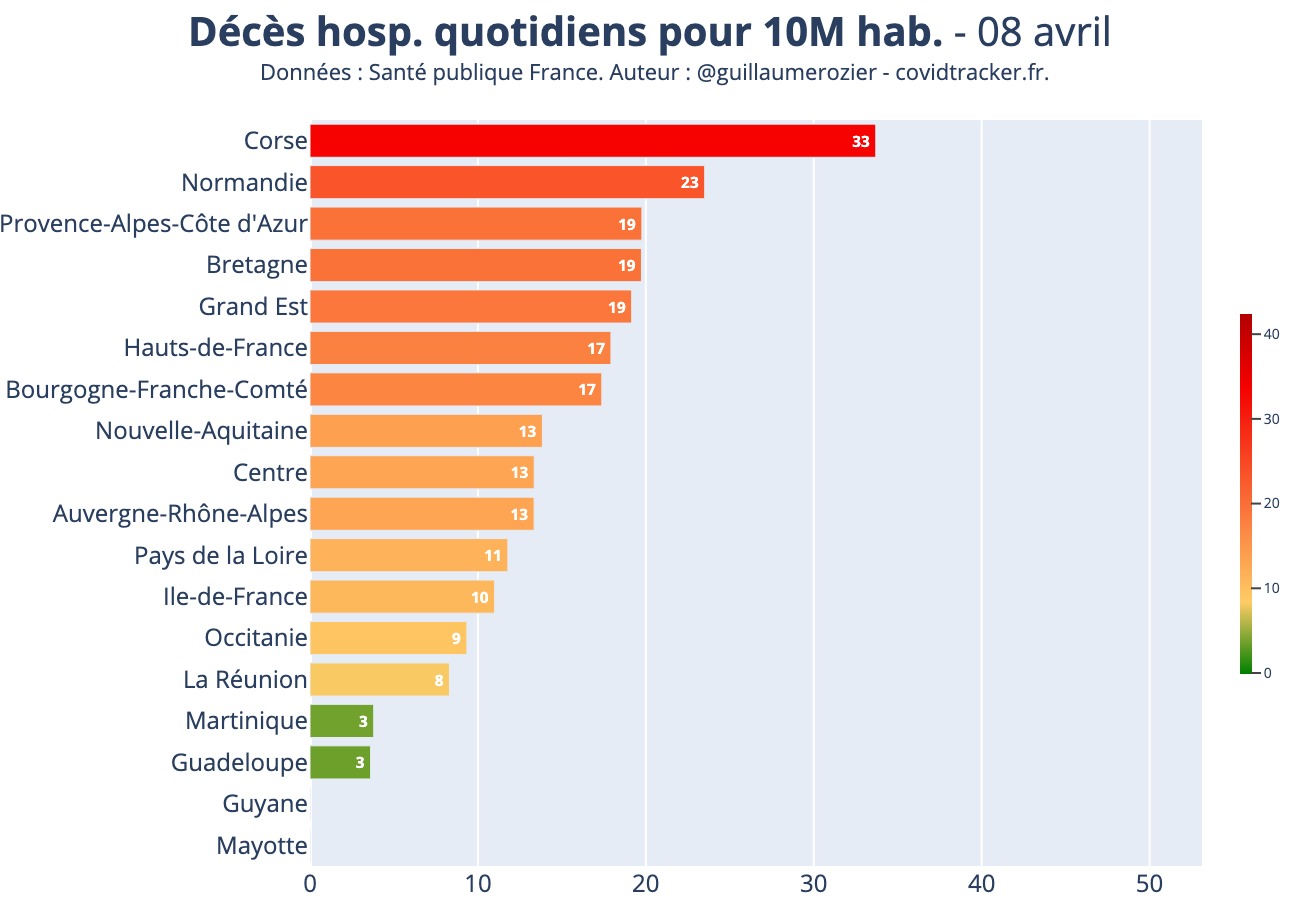 Décès hosp. quotidiens pour 10M hab. - 08 avril
Données : Santé publique France. Auteur : @guillaumerozier - covidtracker.fr.
Corse 33
Normandie 23
Provence-Alpes-Côte d'Azur 19
Bretagne 19
Grand Est 19
Hauts-de-France 17
Bourgogne-Franche-Comté 17
Nouvelle-Aquitaine 13
Centre 13
Auvergne-Rhône-Alpes 13
Pays de la Loire 11
Ile-de-France 10
Occitanie 9
La Réunion 8
Martinique 3
Guadeloupe 3
Guyane
Mayotte
0 10 20 30 40 50
40
30
20
10
0